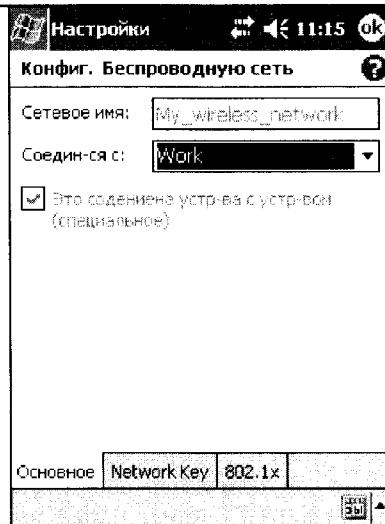 Настройки 11:15 ok
Конфиг. Беспроводную сеть ?
Сетевое имя: My_wireless_network
Соедин-ся с: Work
Это содениена устр-ва с устр-вом
(специальное)
Основное Network Key 802.1x